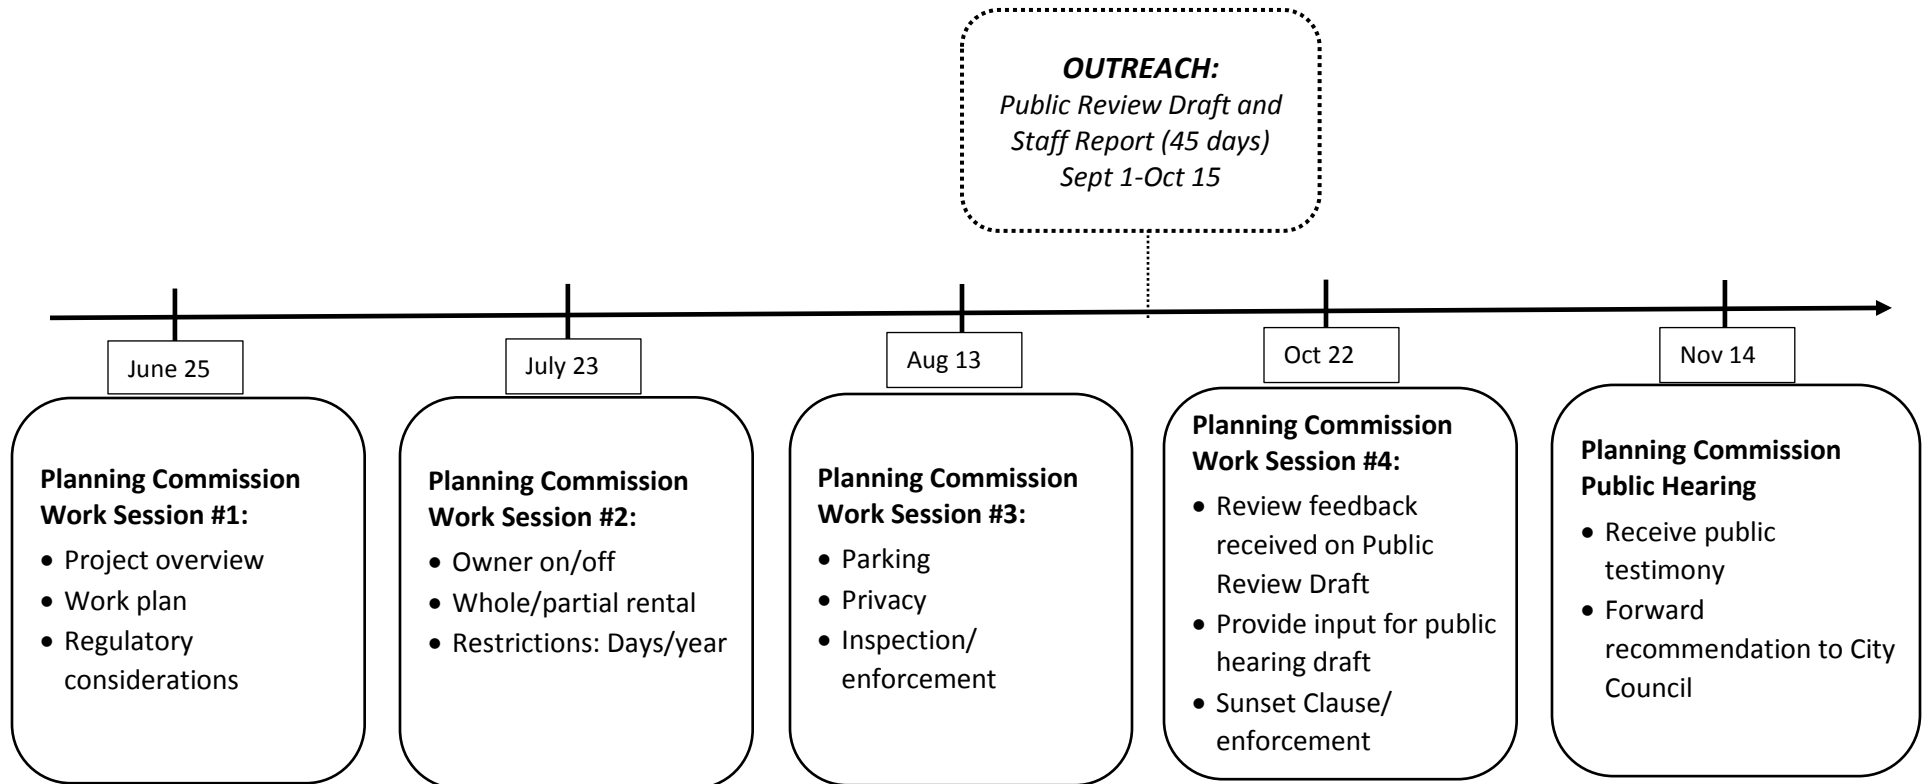 OUTREACH:
Public Review Draft and
Staff Report (45 days)
Sept 1-Oct 15
June 25
July 23
Aug 13
Oct 22
Nov 14
Planning Commission
Work Session #1:
• Project overview
• Work plan
• Regulatory
considerations
Planning Commission
Work Session #2:
• Owner on/off
• Whole/partial rental
• Restrictions: Days/year
Planning Commission
Work Session #3:
• Parking
• Privacy
• Inspection/
enforcement
Planning Commission
Work Session #4:
• Review feedback
received on Public
Review Draft
• Provide input for public
hearing draft
• Sunset Clause/
enforcement
Planning Commission
Public Hearing
• Receive public
testimony
• Forward
recommendation to City
Council